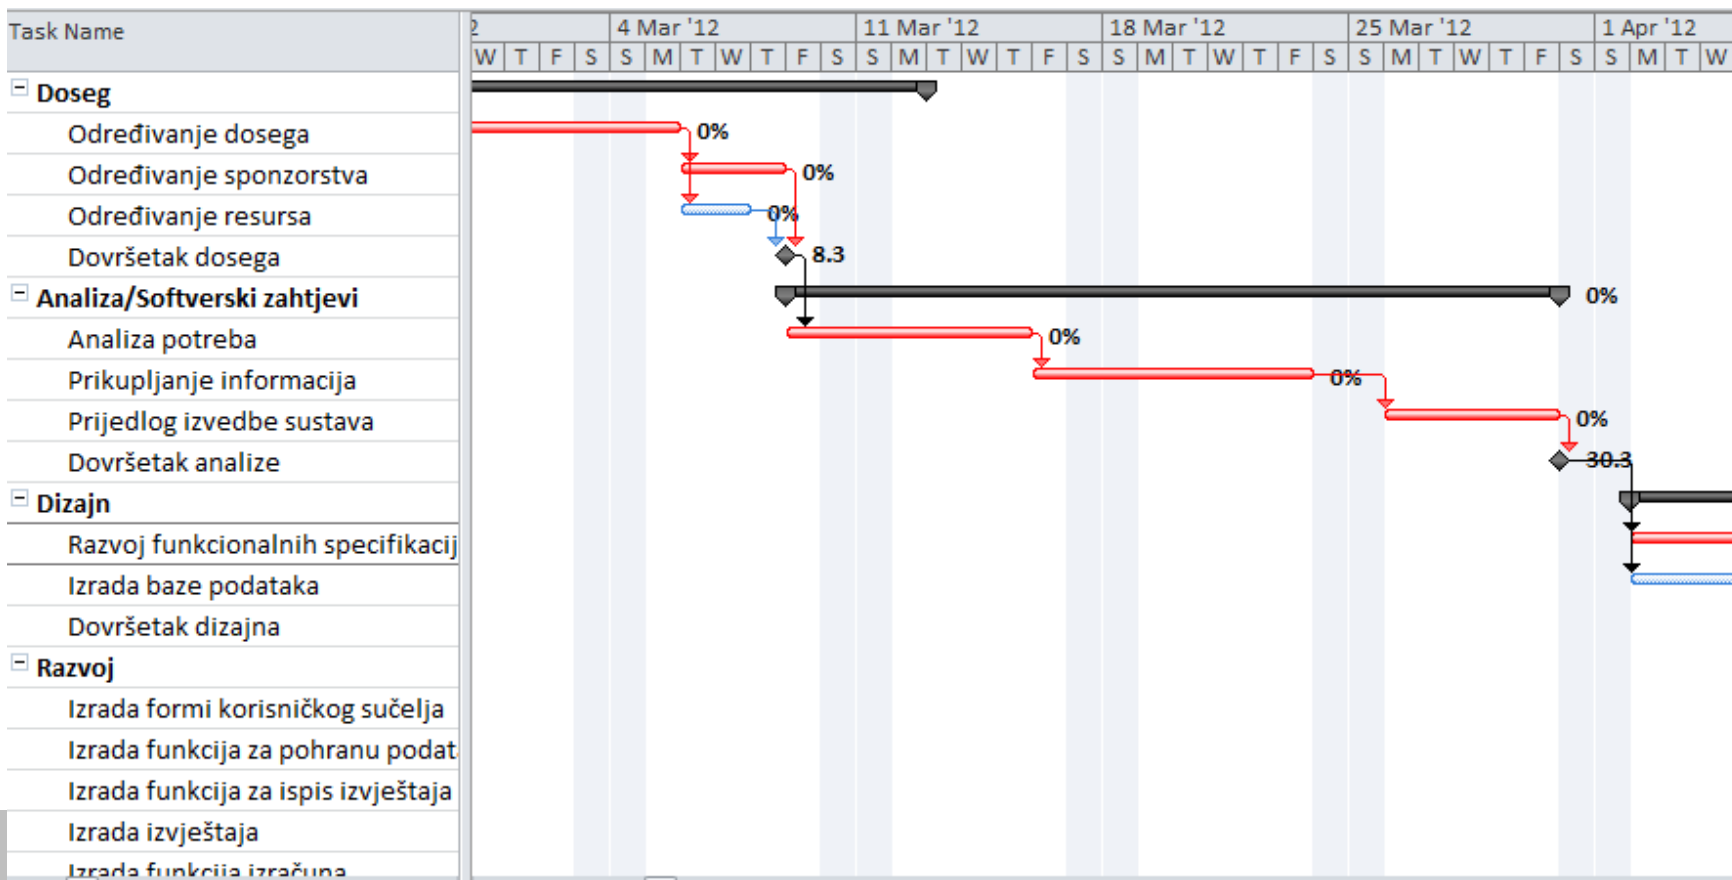 Task Name
2 4 Mar '12 11 Mar '12 18 Mar '12 25 Mar '12 1 Apr '12
W T F S S M T W T F S S M T W T F S S M T W T F S S M T W T F S S M T W
Doseg
Određivanje dosega 0%
Određivanje sponzorstva 0%
Određivanje resursa 0%
Dovršetak dosega 8.3
Analiza/Softverski zahtjevi 0%
Analiza potreba 0%
Prikupljanje informacija 0%
Prijedlog izvedbe sustava 0%
Dovršetak analize 30.3
Dizajn
Razvoj funkcionalnih specifikacij
Izrada baze podataka
Dovršetak dizajna
Razvoj
Izrada formi korisničkog sučelja
Izrada funkcija za pohranu podat
Izrada funkcija za ispis izvještaja
Izrada izvještaja
Izrada funkcija izračuna